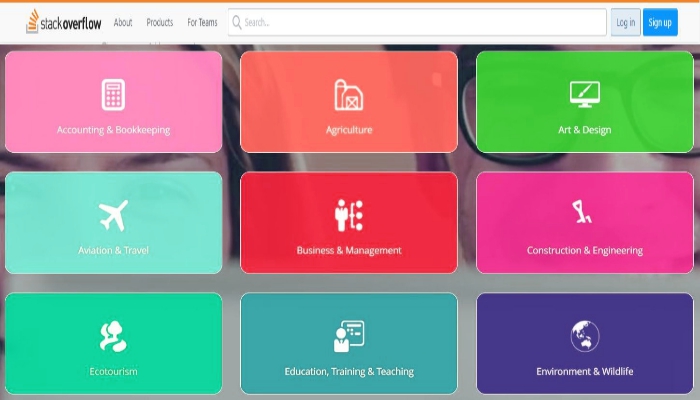 stackoverflow About Products For Teams Search... Log in Sign up
Accounting & Bookkeeping Agriculture Art & Design
Aviation & Travel Business & Management Construction & Engineering
Ecotourism Education, Training & Teaching Environment & Wildlife